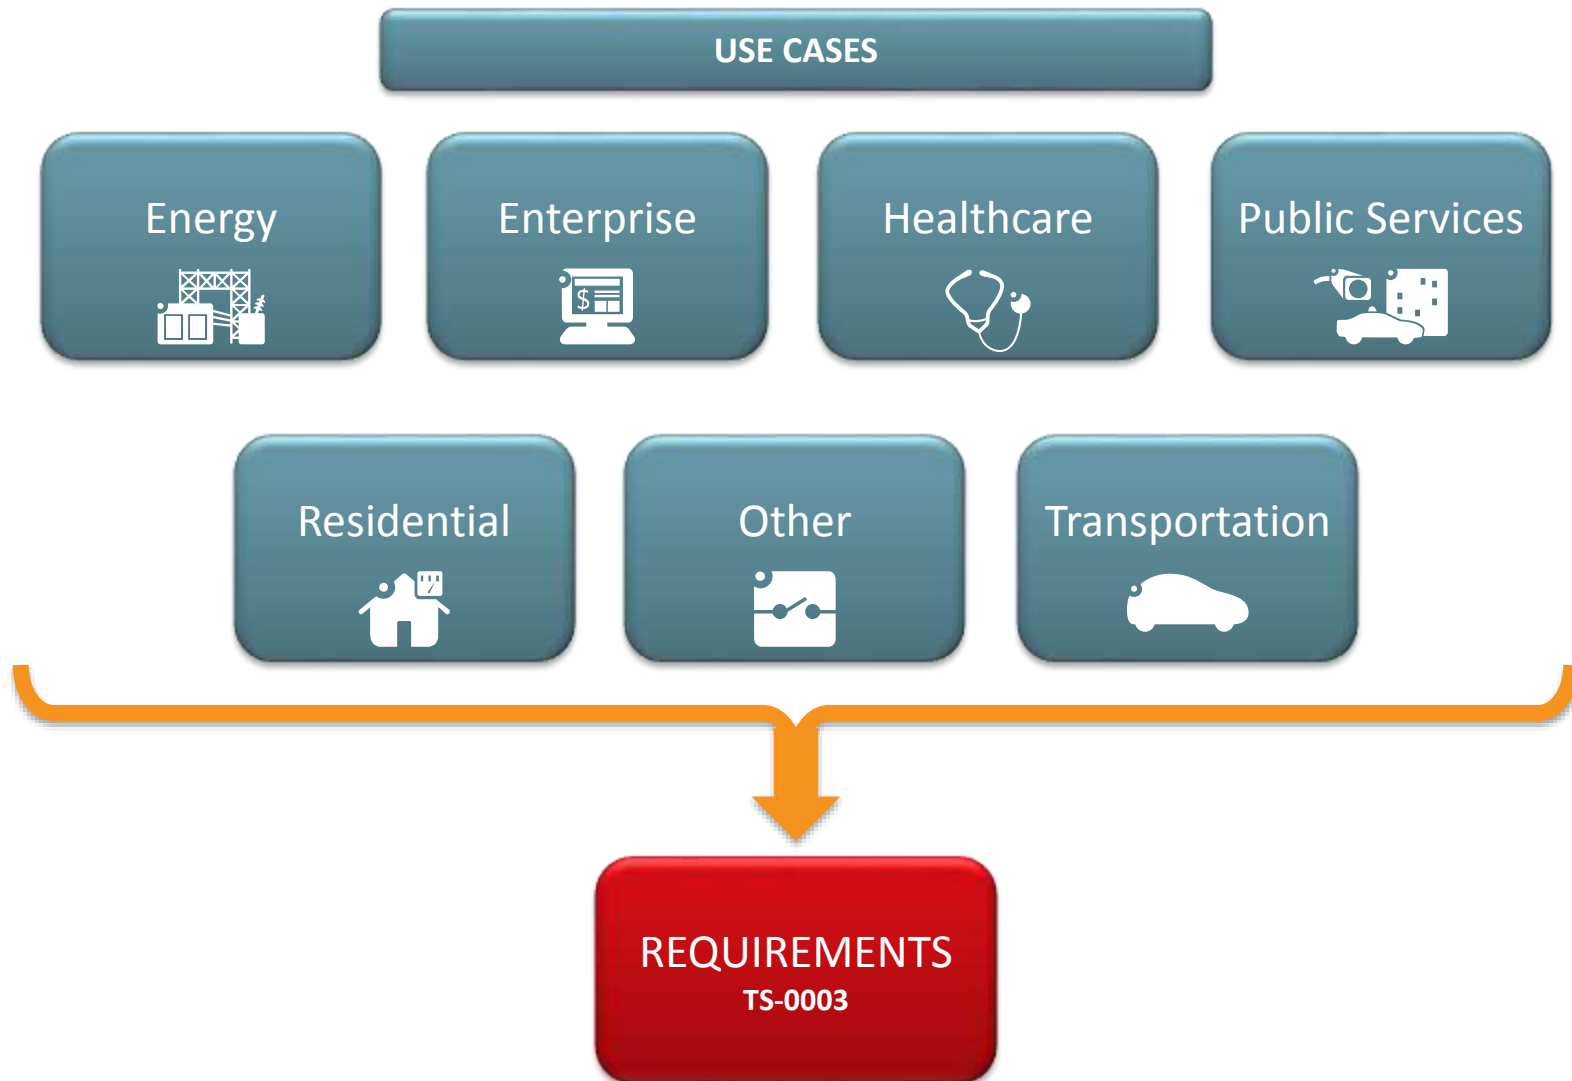 USE CASES
Energy
Enterprise
Healthcare
Public Services
$
Residential
Other
Transportation
REQUIREMENTS
TS-0003